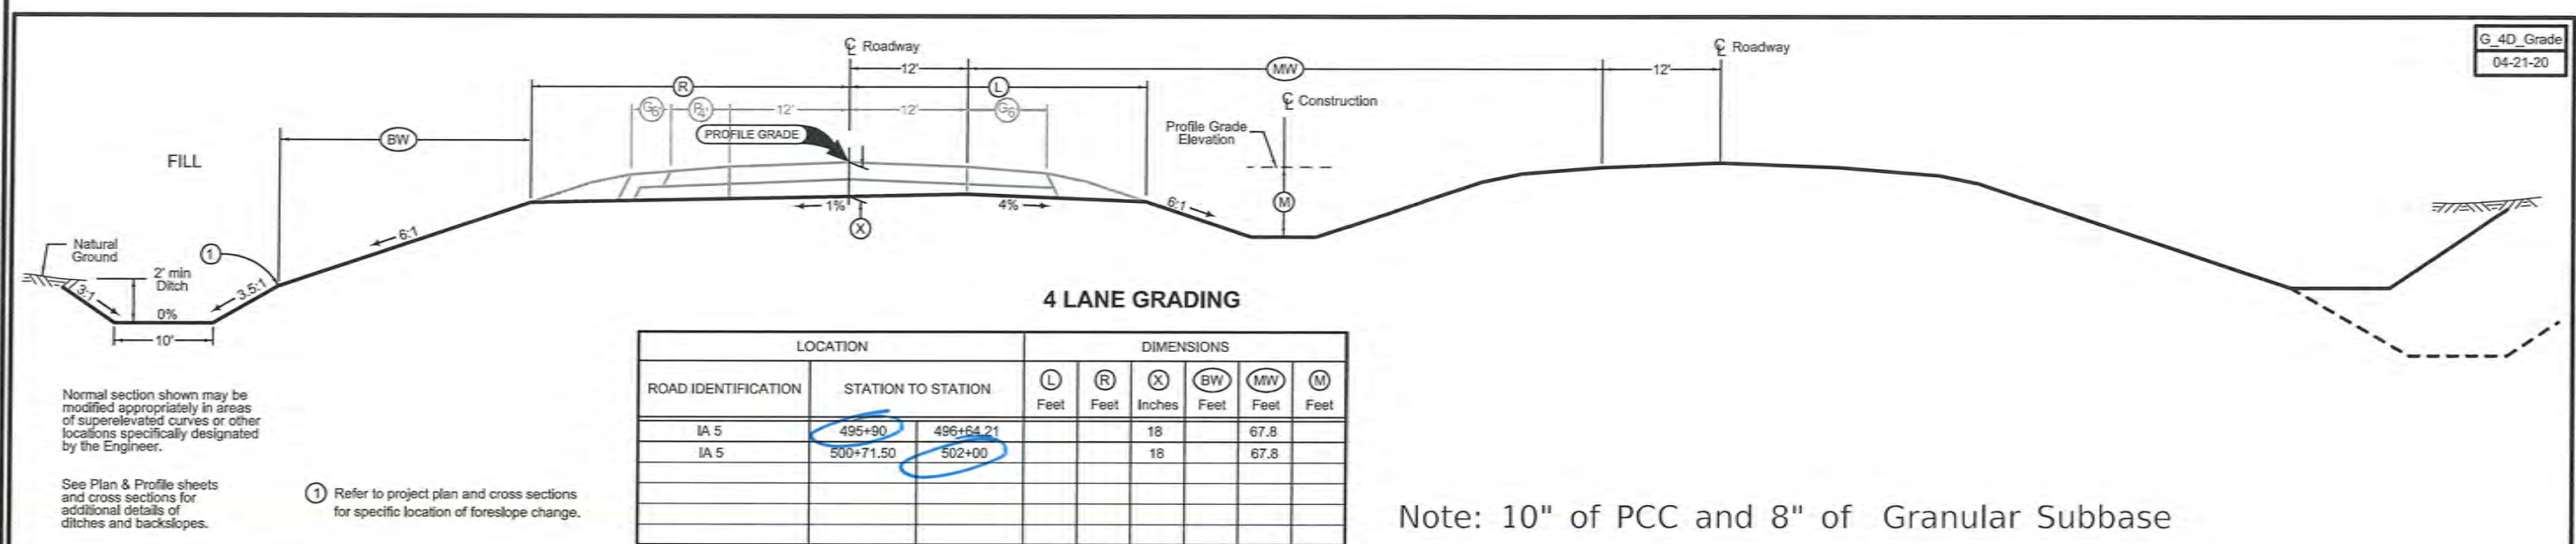 G_4D_Grade
04-21-20
℄ Roadway
℄ Roadway
12'
MW
12'
R
L
℄ Construction
G6'
P4'
12'
12'
G6
PROFILE GRADE
Profile Grade
Elevation
BW
FILL
1%
4%
6:1
M
X
6:1
Natural
Ground
1
2' min
Ditch
3:1
3.5:1
0%
10'
4 LANE GRADING
LOCATION DIMENSIONS
ROAD IDENTIFICATION STATION TO STATION L Feet R Feet X Inches BW Feet MW Feet M Feet
IA 5 495+90 496+64.21 18 67.8
IA 5 500+71.50 502+00 18 67.8
Normal section shown may be
modified appropriately in areas
of superelevated curves or other
locations specifically designated
by the Engineer.
See Plan & Profile sheets
and cross sections for
additional details of
ditches and backslopes.
1 Refer to project plan and cross sections
for specific location of foreslope change.
Note: 10" of PCC and 8" of Granular Subbase